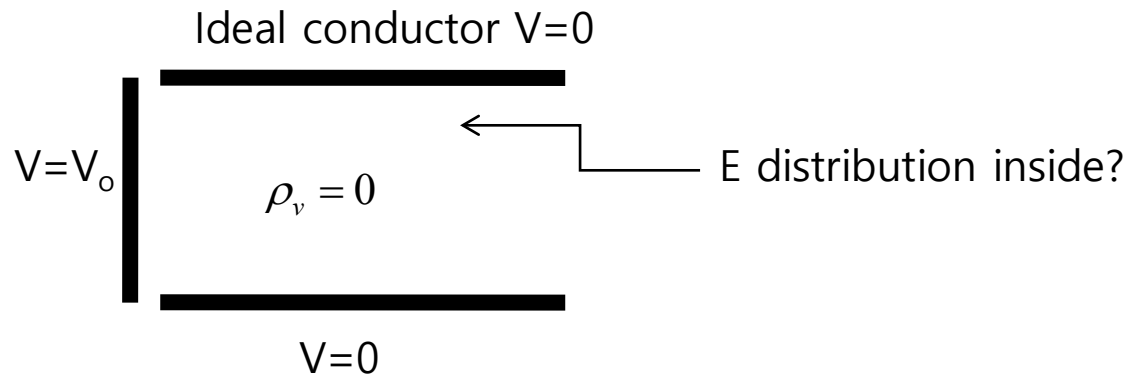 Ideal conductor V=0
V=Vₒ
ρᵥ = 0
E distribution inside?
V=0